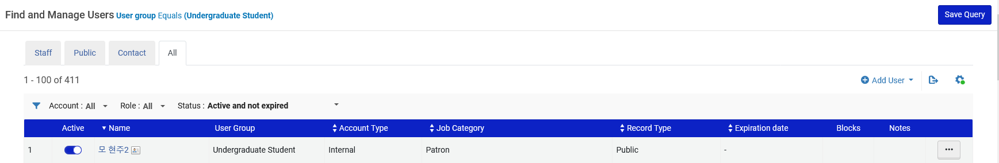 Find and Manage Users User group Equals (Undergraduate Student)
Save Query
Staff Public Contact All
1 - 100 of 411
Add User
Account : All Role : All Status : Active and not expired
Active Name User Group Account Type Job Category Record Type Expiration date Blocks Notes
1 모 현주2 Undergraduate Student Internal Patron Public -